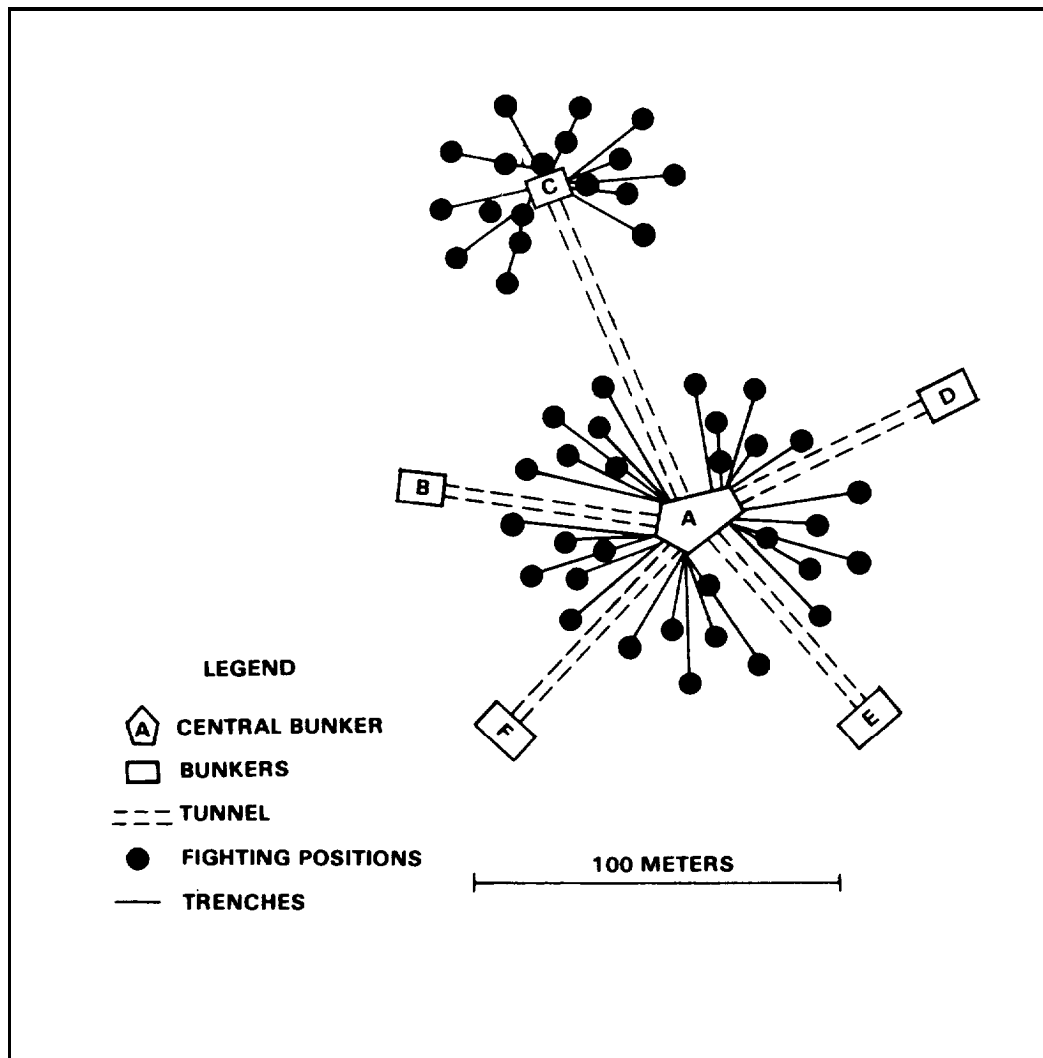 C
D
B
A
E
F
LEGEND
A CENTRAL BUNKER
BUNKERS
TUNNEL
FIGHTING POSITIONS
TRENCHES
100 METERS